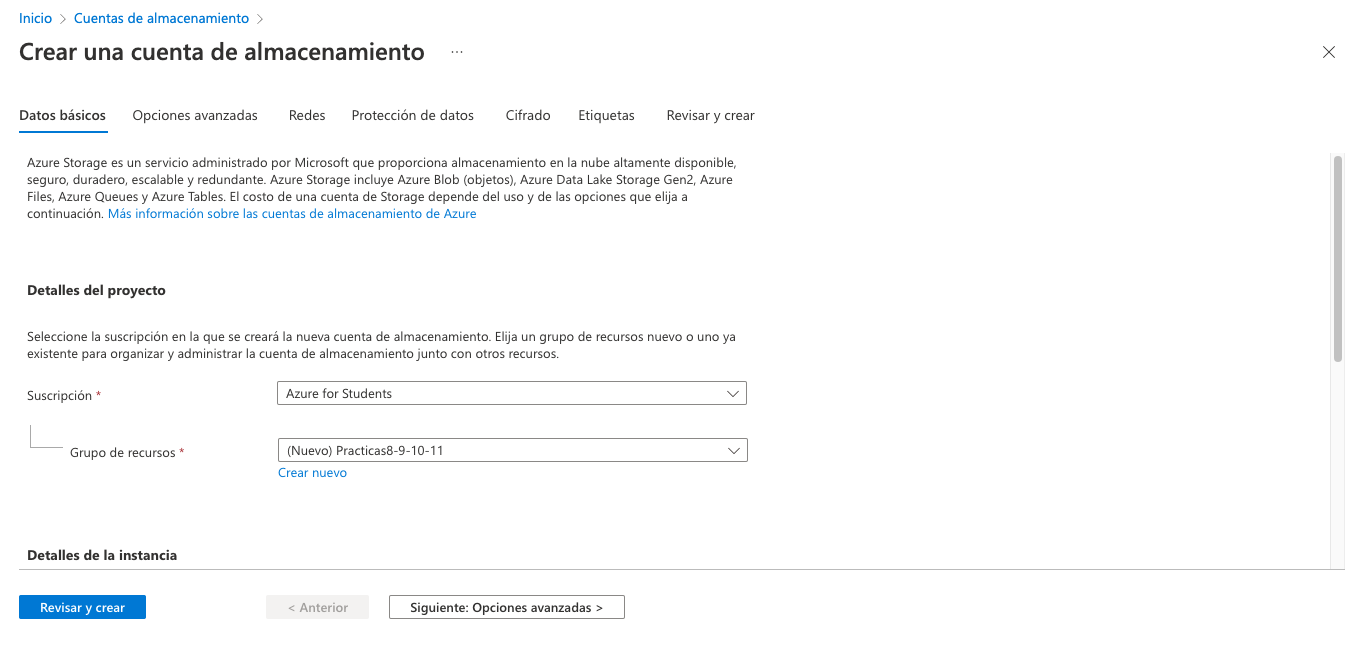 Inicio > Cuentas de almacenamiento >
Crear una cuenta de almacenamiento ...
Datos básicos Opciones avanzadas Redes Protección de datos Cifrado Etiquetas Revisar y crear
Azure Storage es un servicio administrado por Microsoft que proporciona almacenamiento en la nube altamente disponible,
seguro, duradero, escalable y redundante. Azure Storage incluye Azure Blob (objetos), Azure Data Lake Storage Gen2, Azure
Files, Azure Queues y Azure Tables. El costo de una cuenta de Storage depende del uso y de las opciones que elija a
continuación. Más información sobre las cuentas de almacenamiento de Azure
Detalles del proyecto
Seleccione la suscripción en la que se creará la nueva cuenta de almacenamiento. Elija un grupo de recursos nuevo o uno ya
existente para organizar y administrar la cuenta de almacenamiento junto con otros recursos.
Suscripción * Azure for Students
Grupo de recursos * (Nuevo) Practicas8-9-10-11
Crear nuevo
Detalles de la instancia
Revisar y crear < Anterior Siguiente: Opciones avanzadas >